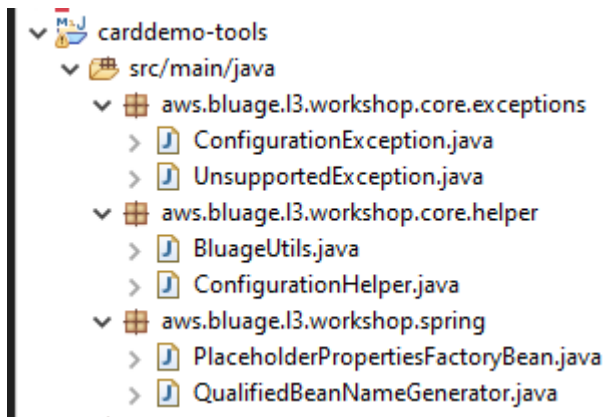 carddemo-tools
src/main/java
aws.bluage.l3.workshop.core.exceptions
ConfigurationException.java
UnsupportedException.java
aws.bluage.l3.workshop.core.helper
BluageUtils.java
ConfigurationHelper.java
aws.bluage.l3.workshop.spring
PlaceholderPropertiesFactoryBean.java
QualifiedBeanNameGenerator.java